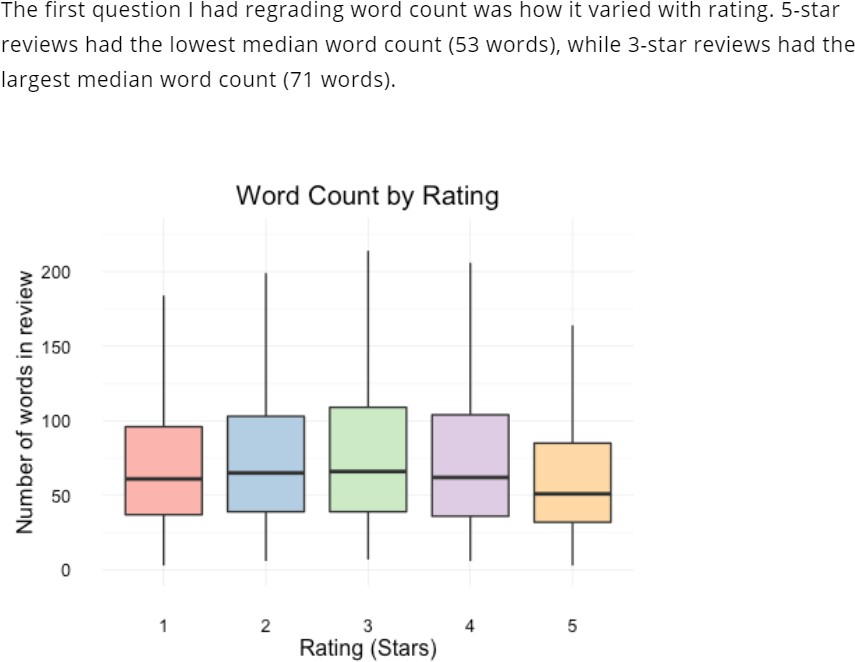 The first question I had regrading word count was how it varied with rating. 5-star
reviews had the lowest median word count (53 words), while 3-star reviews had the
largest median word count (71 words).
Word Count by Rating
Number of words in review
200
150
100
50
0
1 2 3 4 5
Rating (Stars)